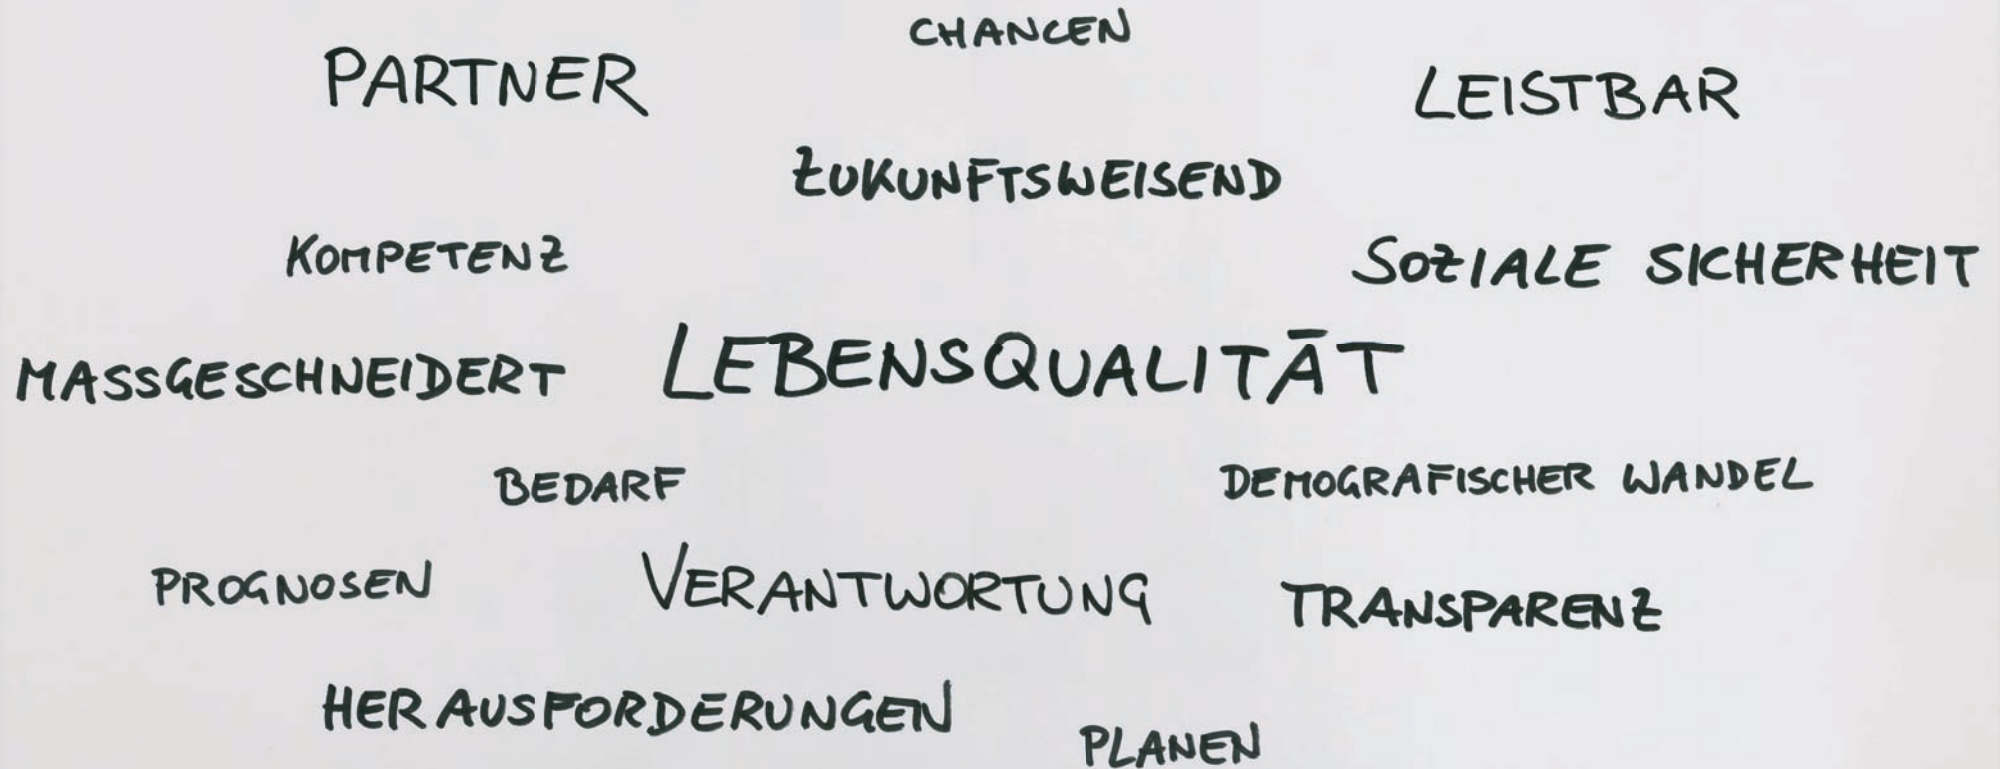 CHANCEN
PARTNER
LEISTBAR
ZUKUNFTSWEISEND
KOMPETENZ
SOZIALE SICHERHEIT
MASSGESCHNEIDERT
LEBENSQUALITÄT
BEDARF
DEMOGRAFISCHER WANDEL
PROGNOSEN
VERANTWORTUNG
TRANSPARENZ
HERAUSFORDERUNGEN
PLANEN